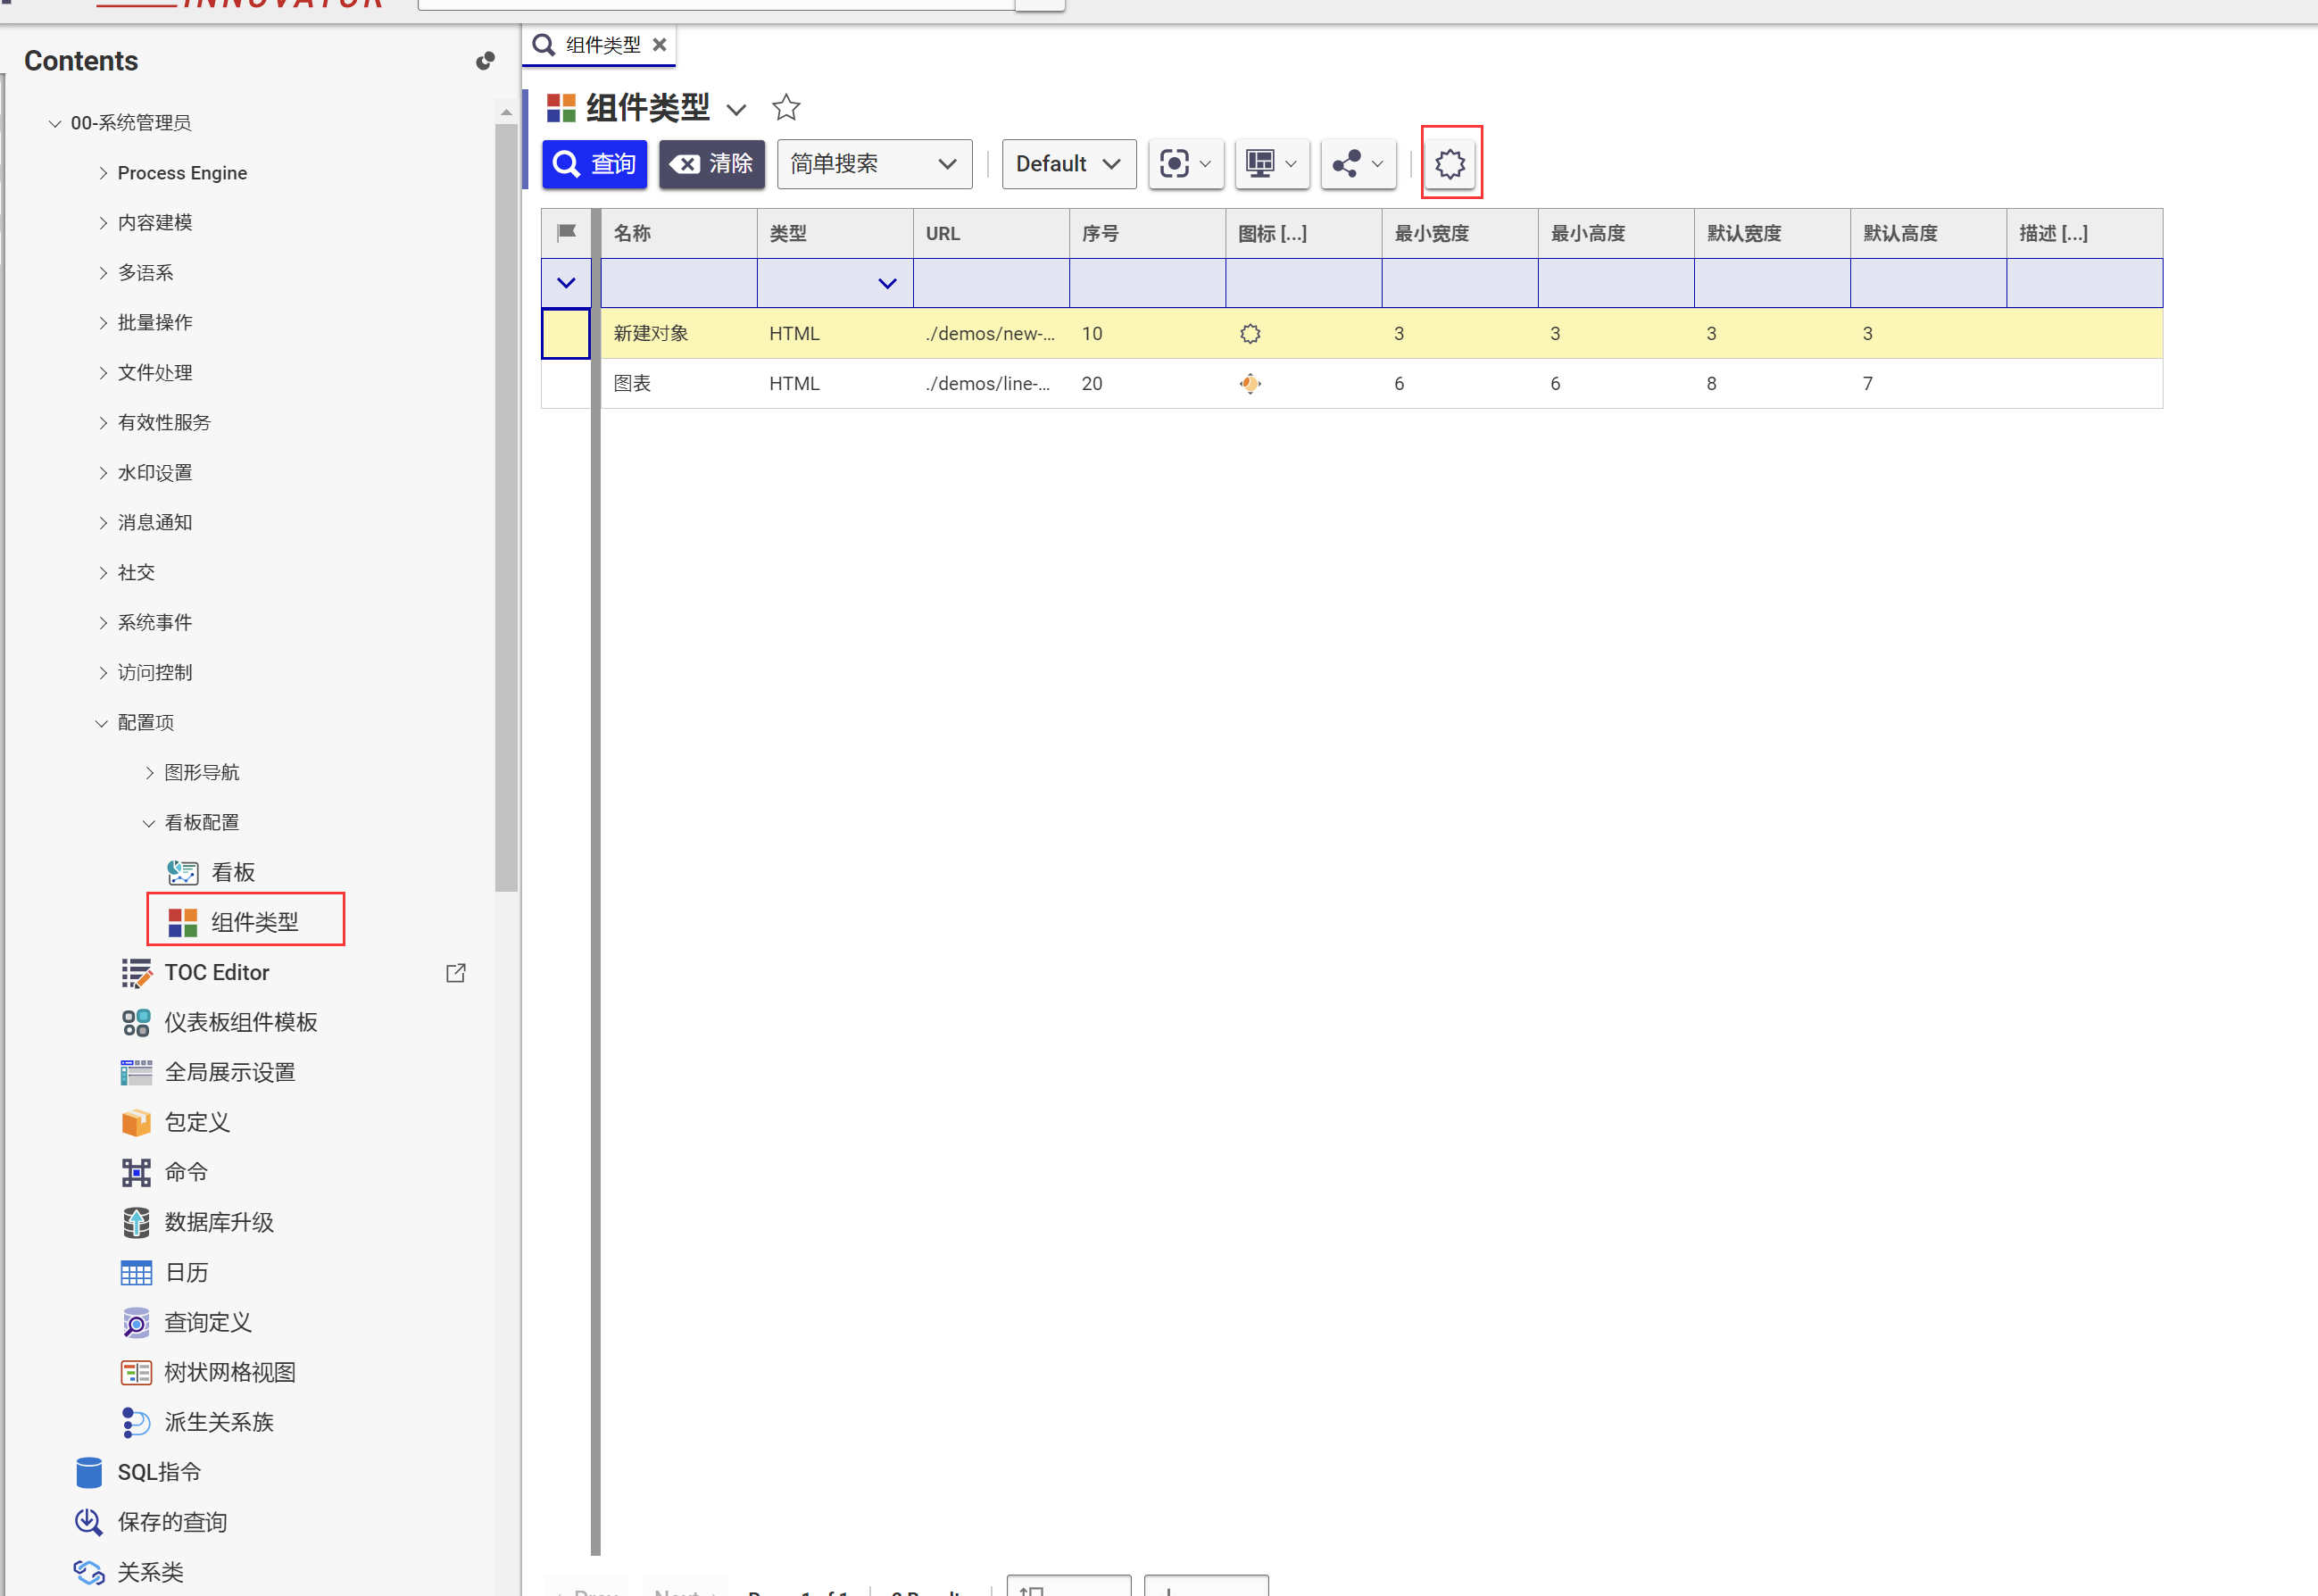 INNOVATOR
Contents
00-系统管理员
Process Engine
内容建模
多语系
批量操作
文件处理
有效性服务
水印设置
消息通知
社交
系统事件
访问控制
配置项
图形导航
看板配置
看板
组件类型
TOC Editor
仪表板组件模板
全局展示设置
包定义
命令
数据库升级
日历
查询定义
树状网格视图
派生关系族
SQL指令
保存的查询
关系类
组件类型
组件类型
查询 清除 简单搜索 Default
名称 类型 URL 序号 图标 [...] 最小宽度 最小高度 默认宽度 默认高度 描述 [...]
新建对象 HTML ./demos/new-... 10 3 3 3 3
图表 HTML ./demos/line-... 20 6 6 8 7